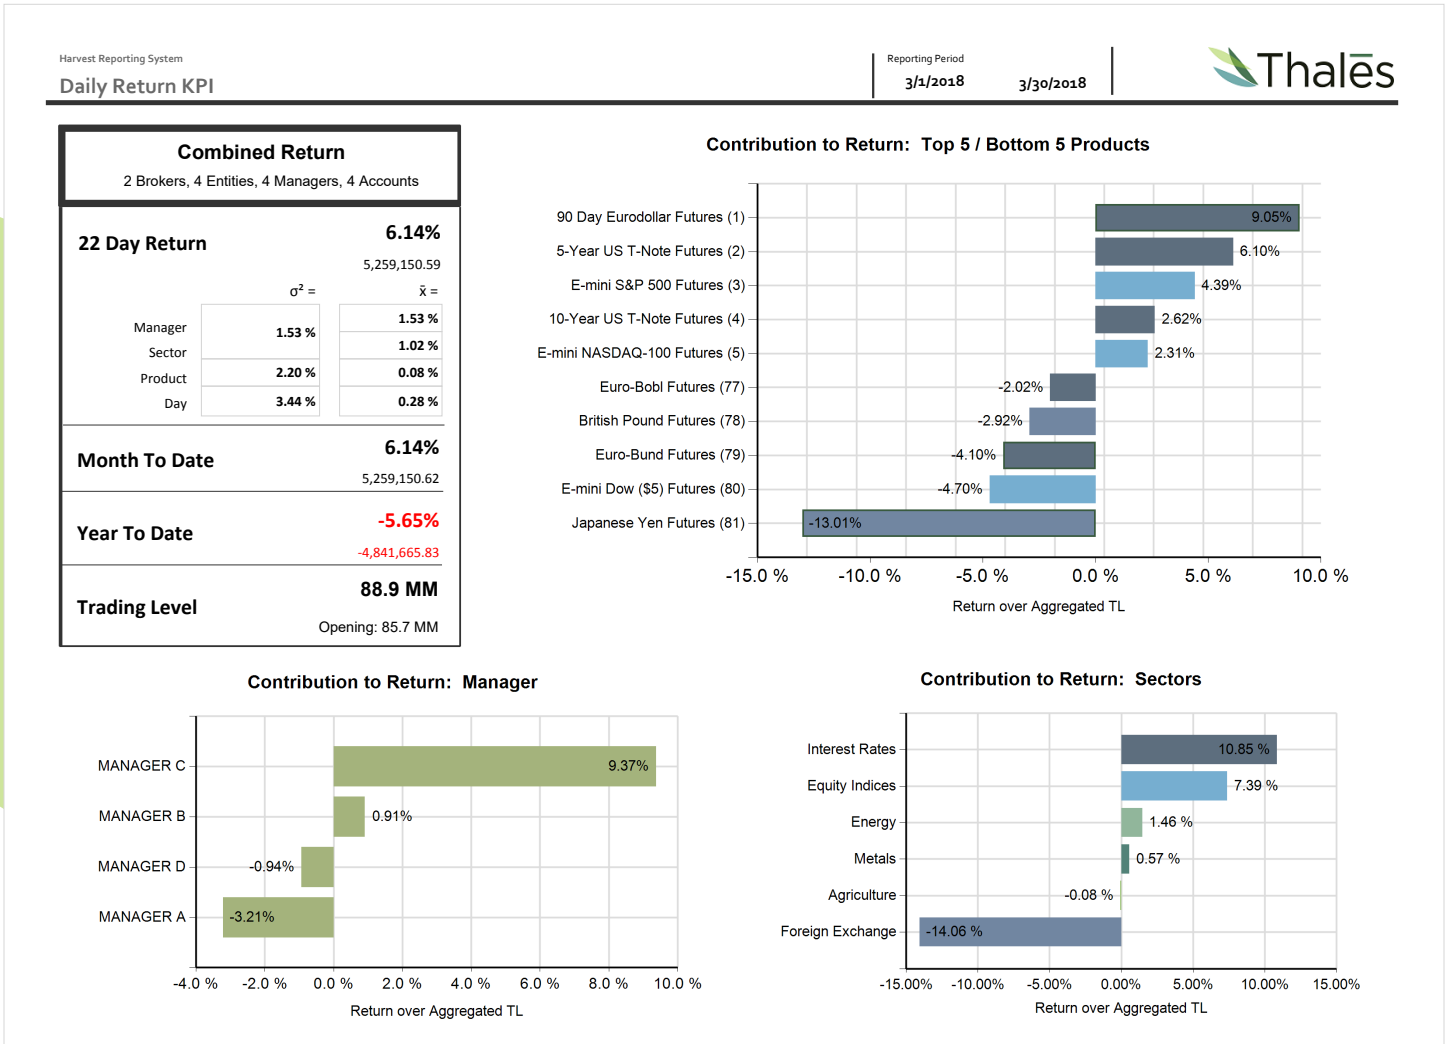 Harvest Reporting System
Daily Return KPI
Reporting Period
3/1/2018 3/30/2018
Thalēs
Combined Return
2 Brokers, 4 Entities, 4 Managers, 4 Accounts
22 Day Return
6.14%
5,259,150.59
σ² = x̄ =
Manager 1.53 % 1.53 %
Sector 1.02 %
Product 2.20 % 0.08 %
Day 3.44 % 0.28 %
Month To Date
6.14%
5,259,150.62
Year To Date
-5.65%
-4,841,665.83
Trading Level
88.9 MM
Opening: 85.7 MM
Contribution to Return: Top 5 / Bottom 5 Products
90 Day Eurodollar Futures (1) 9.05%
5-Year US T-Note Futures (2) 6.10%
E-mini S&P 500 Futures (3) 4.39%
10-Year US T-Note Futures (4) 2.62%
E-mini NASDAQ-100 Futures (5) 2.31%
Euro-Bobl Futures (77) -2.02%
British Pound Futures (78) -2.92%
Euro-Bund Futures (79) -4.10%
E-mini Dow ($5) Futures (80) -4.70%
Japanese Yen Futures (81) -13.01%
-15.0 % -10.0 % -5.0 % 0.0 % 5.0 % 10.0 %
Return over Aggregated TL
Contribution to Return: Manager
MANAGER C 9.37%
MANAGER B 0.91%
MANAGER D -0.94%
MANAGER A -3.21%
-4.0 % -2.0 % 0.0 % 2.0 % 4.0 % 6.0 % 8.0 % 10.0 %
Return over Aggregated TL
Contribution to Return: Sectors
Interest Rates 10.85 %
Equity Indices 7.39 %
Energy 1.46 %
Metals 0.57 %
Agriculture -0.08 %
Foreign Exchange -14.06 %
-15.00% -10.00% -5.00% 0.00% 5.00% 10.00% 15.00%
Return over Aggregated TL